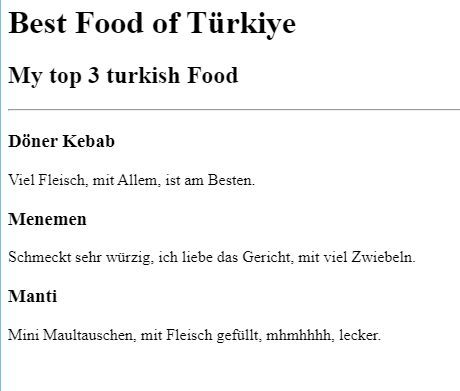 Best Food of Türkiye
My top 3 turkish Food
Döner Kebab
Viel Fleisch, mit Allem, ist am Besten.
Menemen
Schmeckt sehr würzig, ich liebe das Gericht, mit viel Zwiebeln.
Manti
Mini Maultauschen, mit Fleisch gefüllt, mhmhhhh, lecker.